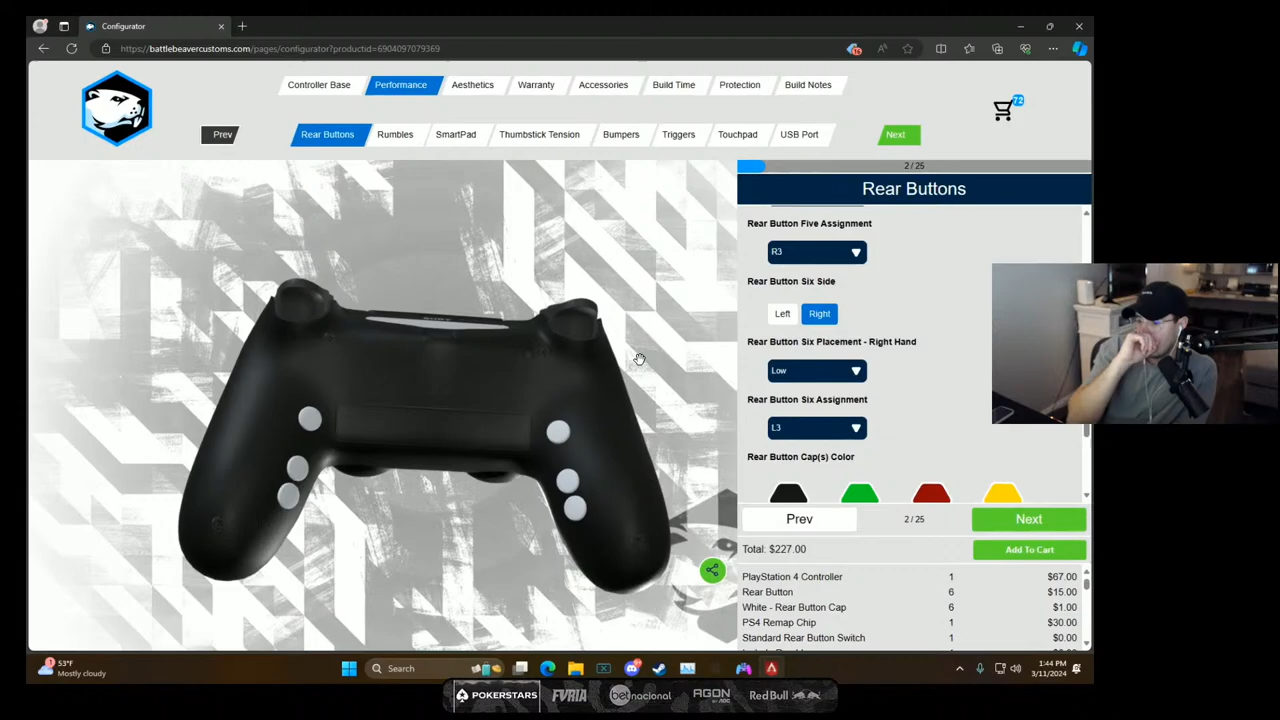 Configurator
https://battlebeavercustoms.com/pages/configurator?productid=6904097079369
Controller Base
Performance
Aesthetics
Warranty
Accessories
Build Time
Protection
Build Notes
72
Prev
Rear Buttons
Rumbles
SmartPad
Thumbstick Tension
Bumpers
Triggers
Touchpad
USB Port
Next
2 / 25
Rear Buttons
Rear Button Five Assignment
R3
Rear Button Six Side
Left
Right
Rear Button Six Placement - Right Hand
Low
Rear Button Six Assignment
L3
Rear Button Cap(s) Color
Prev
2 / 25
Next
Total: $227.00
Add To Cart
PlayStation 4 Controller 1 $67.00
Rear Button 6 $15.00
White - Rear Button Cap 6 $1.00
PS4 Remap Chip 1 $30.00
Standard Rear Button Switch 1 $0.00
53°F
Mostly cloudy
Search
1:44 PM
3/11/2024
POKERSTARS
FURIA
betnacional
AGON
BY AOC
Red Bull